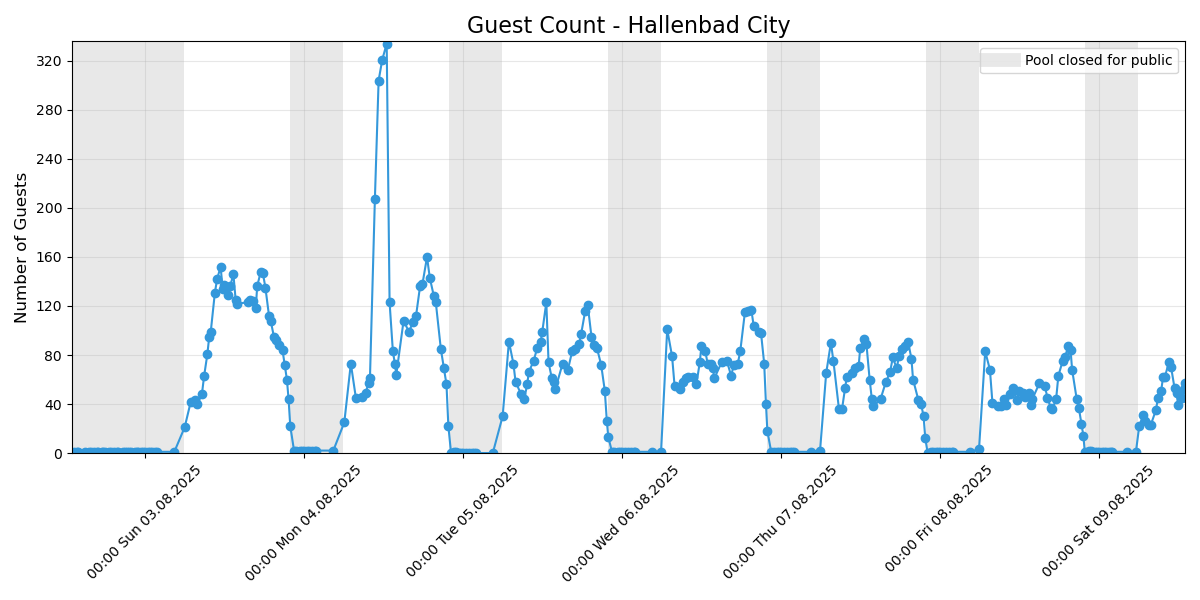 Guest Count - Hallenbad City
Pool closed for public
Number of Guests
320
280
240
200
160
120
80
40
0
00:00 Sun 03.08.2025
00:00 Mon 04.08.2025
00:00 Tue 05.08.2025
00:00 Wed 06.08.2025
00:00 Thu 07.08.2025
00:00 Fri 08.08.2025
00:00 Sat 09.08.2025